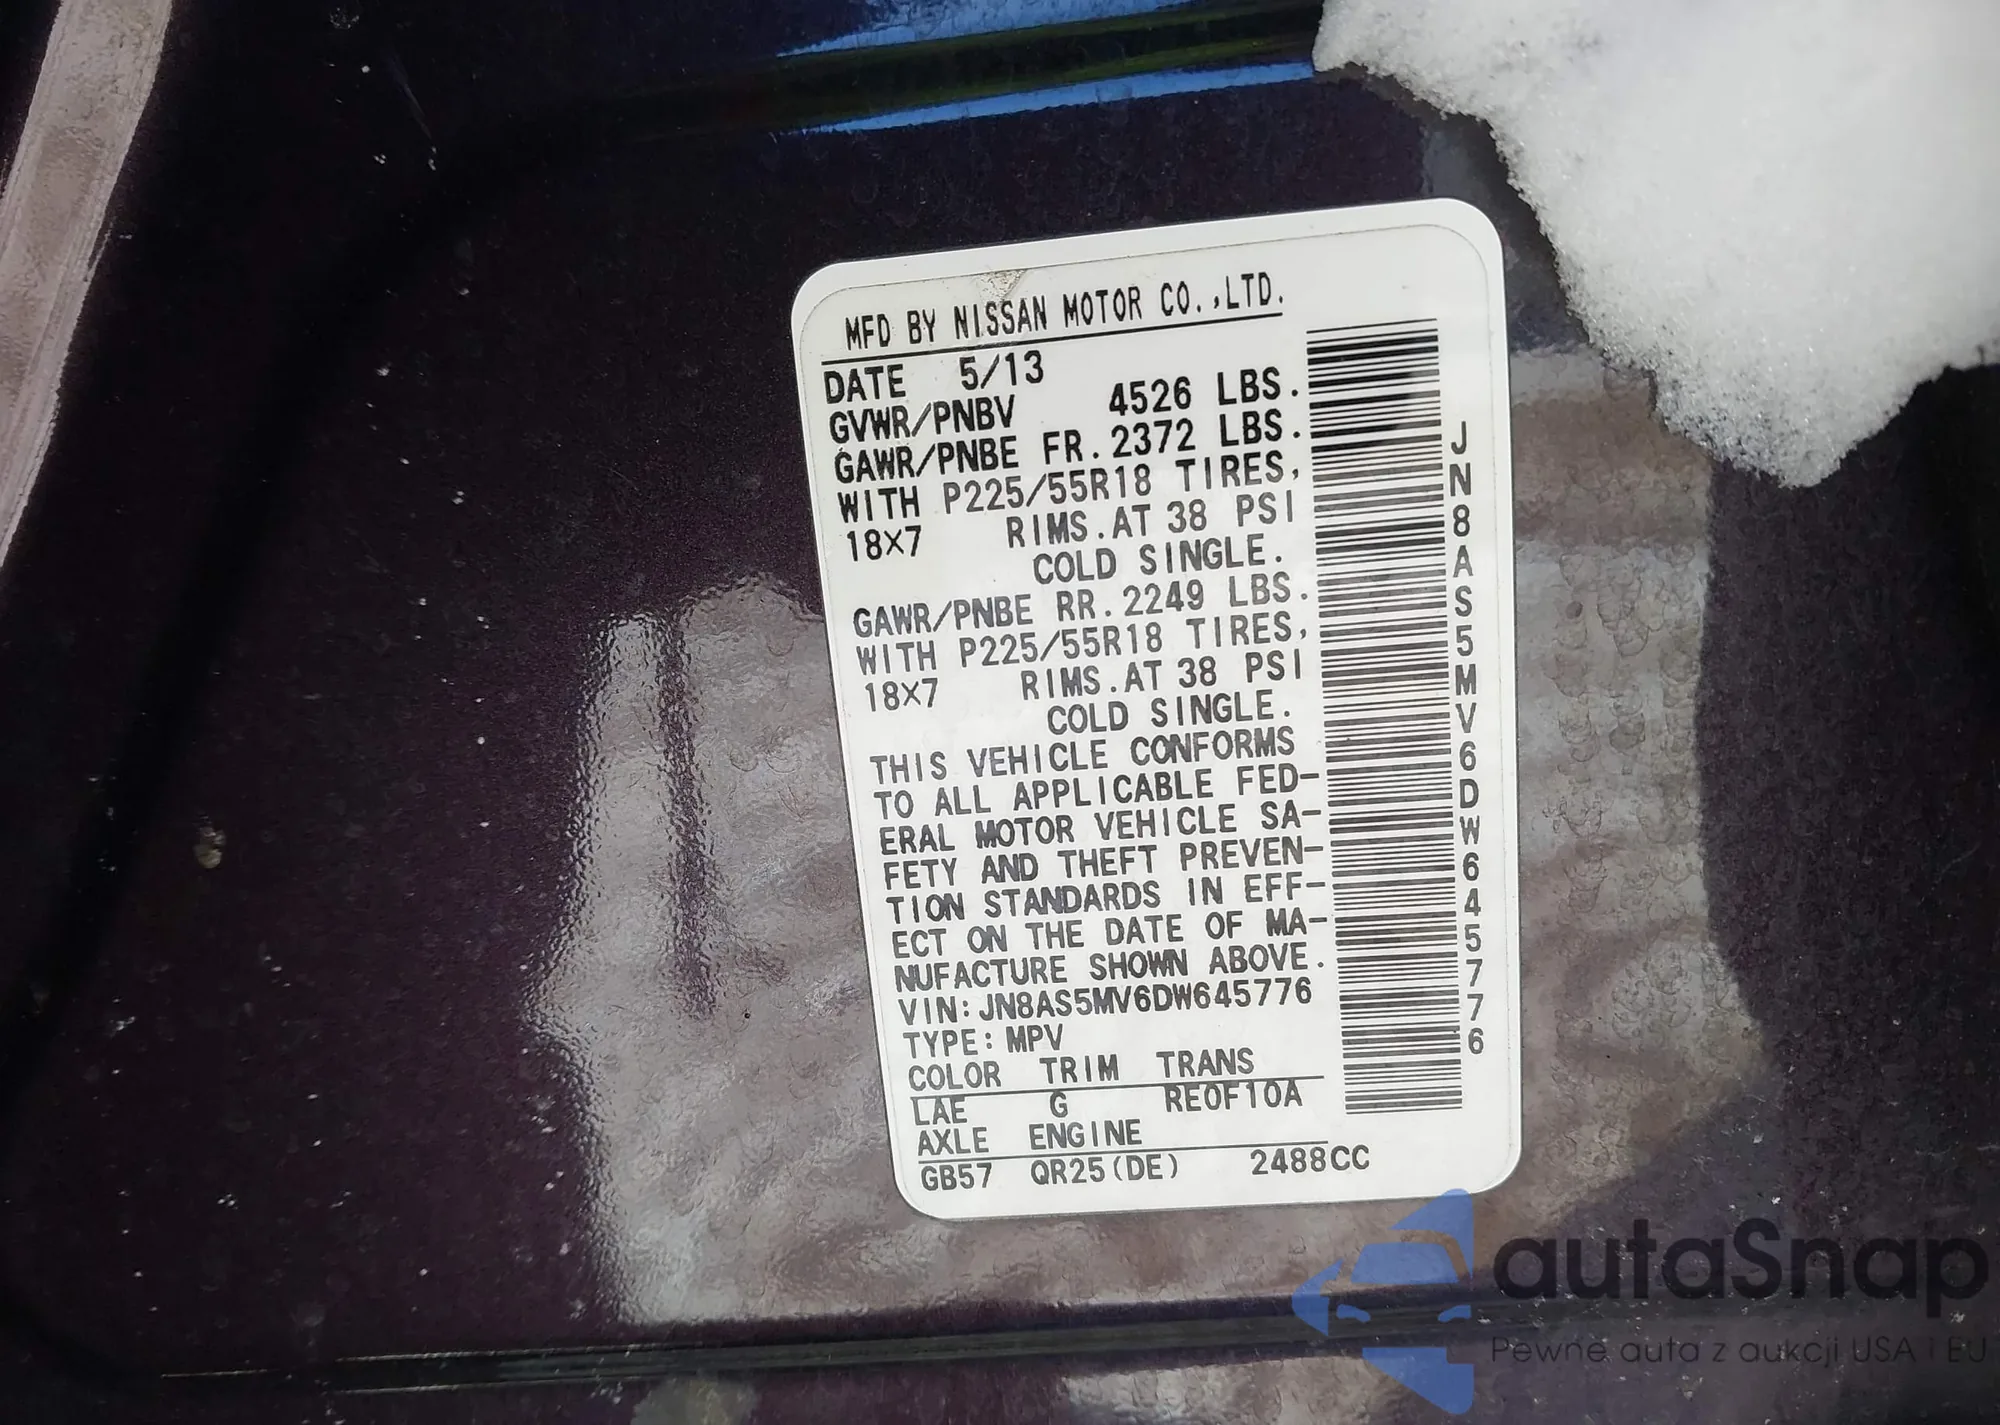 MFD BY NISSAN MOTOR CO.,LTD.
DATE 5/13
GVWR/PNBV 4526 LBS.
GAWR/PNBE FR. 2372 LBS.
WITH P225/55R18 TIRES,
18X7 RIMS.AT 38 PSI
COLD SINGLE.
GAWR/PNBE RR. 2249 LBS.
WITH P225/55R18 TIRES,
18X7 RIMS.AT 38 PSI
COLD SINGLE.
THIS VEHICLE CONFORMS
TO ALL APPLICABLE FED-
ERAL MOTOR VEHICLE SA-
FETY AND THEFT PREVEN-
TION STANDARDS IN EFF-
ECT ON THE DATE OF MA-
NUFACTURE SHOWN ABOVE.
VIN: JN8AS5MV6DW645776
TYPE: MPV
COLOR TRIM TRANS
LAE G RE0F10A
AXLE ENGINE
GB57 QR25(DE) 2488CC
JN8AS5MV6DW645776
autaSnap
Pewne auta z aukcji USA i EU